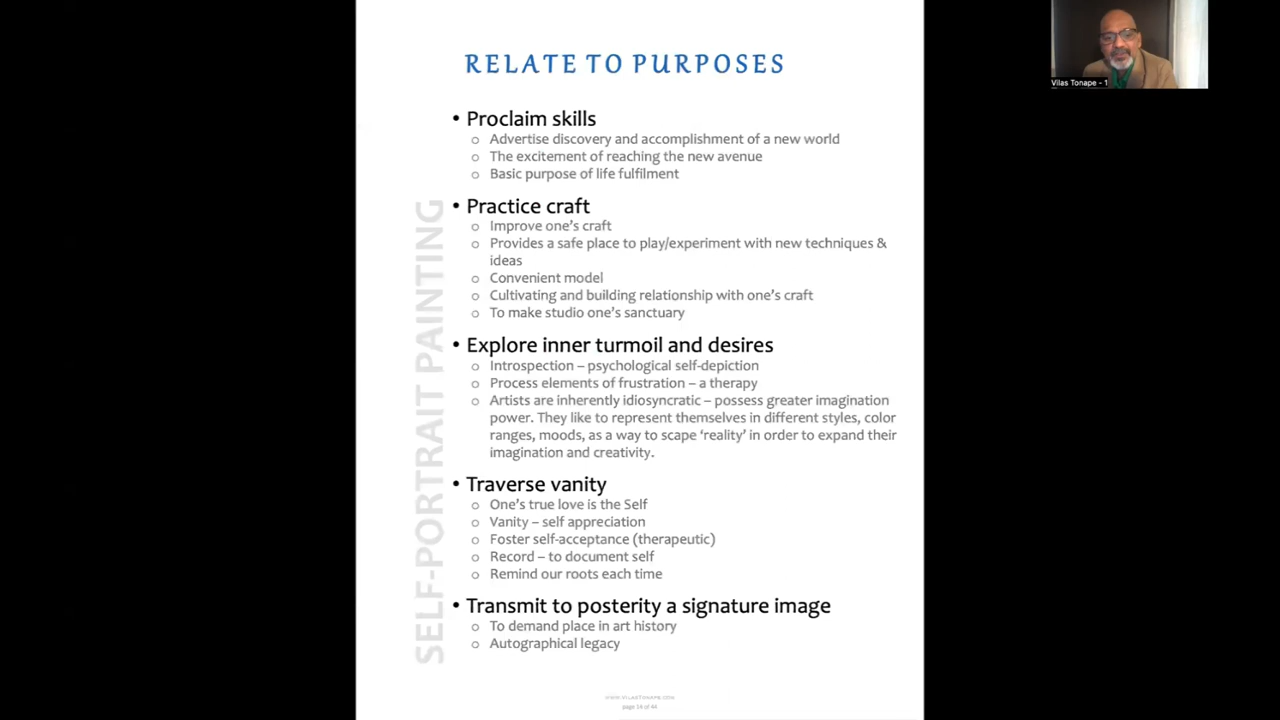 RELATE TO PURPOSES
• Proclaim skills
o Advertise discovery and accomplishment of a new world
o The excitement of reaching the new avenue
o Basic purpose of life fulfilment
• Practice craft
o Improve one's craft
o Provides a safe place to play/experiment with new techniques &
ideas
o Convenient model
o Cultivating and building relationship with one's craft
o To make studio one's sanctuary
• Explore inner turmoil and desires
o Introspection – psychological self-depiction
o Process elements of frustration – a therapy
o Artists are inherently idiosyncratic – possess greater imagination
power. They like to represent themselves in different styles, color
ranges, moods, as a way to scape 'reality' in order to expand their
imagination and creativity.
• Traverse vanity
o One's true love is the Self
o Vanity – self appreciation
o Foster self-acceptance (therapeutic)
o Record – to document self
o Remind our roots each time
• Transmit to posterity a signature image
o To demand place in art history
o Autographical legacy
SELF-PORTRAIT PAINTING
www.VilasTonape.com
page 14 of 44
Vilas Tonape - 1